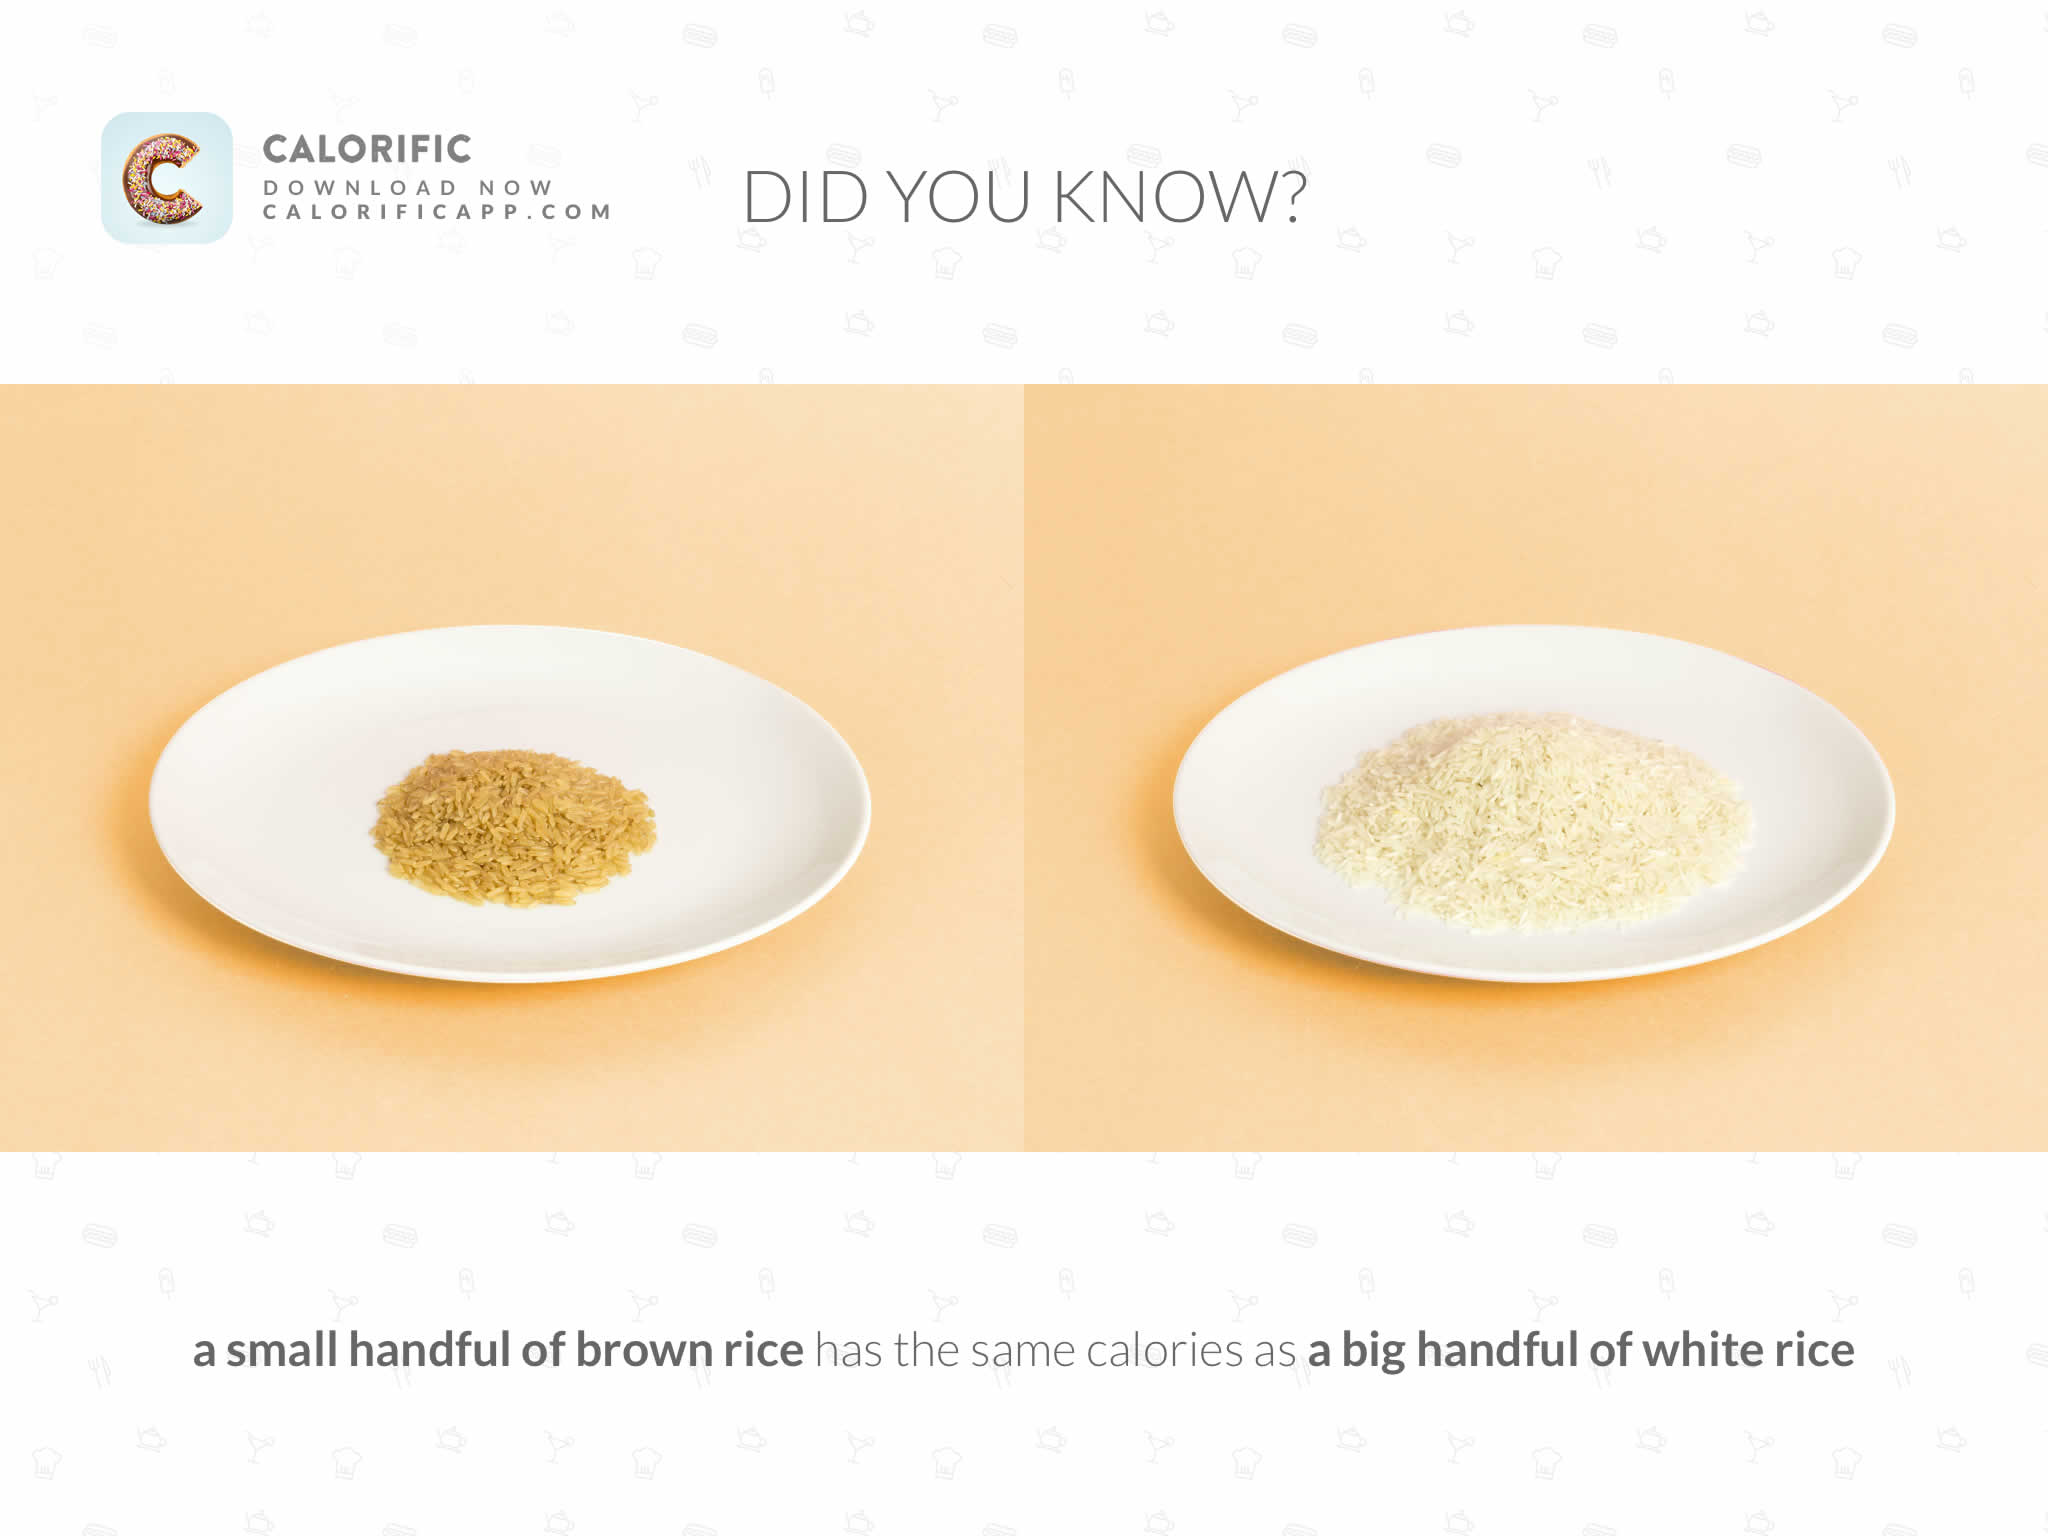 CALORIFIC
DOWNLOAD NOW
CALORIFICAPP.COM
DID YOU KNOW?
a small handful of brown rice has the same calories as a big handful of white rice